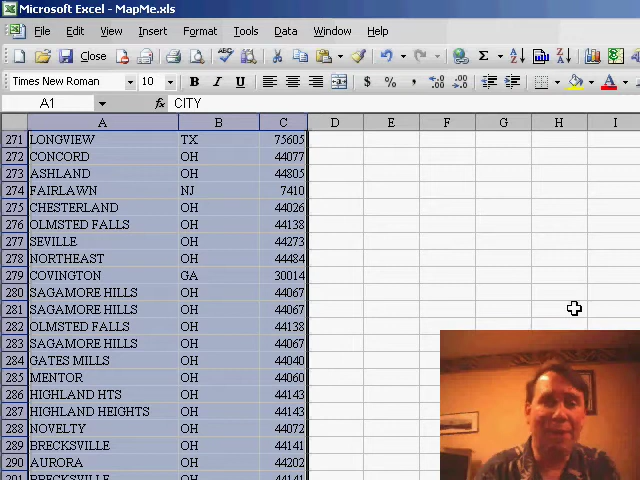 Microsoft Excel - MapMe.xls
File Edit View Insert Format Tools Data Window Help
Close
Times New Roman 10 B I U $ % ,
A1 fx CITY
A B C D E F G H I
271 LONGVIEW TX 75605
272 CONCORD OH 44077
273 ASHLAND OH 44805
274 FAIRLAWN NJ 7410
275 CHESTERLAND OH 44026
276 OLMSTED FALLS OH 44138
277 SEVILLE OH 44273
278 NORTHEAST OH 44484
279 COVINGTON GA 30014
280 SAGAMORE HILLS OH 44067
281 SAGAMORE HILLS OH 44067
282 OLMSTED FALLS OH 44138
283 SAGAMORE HILLS OH 44067
284 GATES MILLS OH 44040
285 MENTOR OH 44060
286 HIGHLAND HTS OH 44143
287 HIGHLAND HEIGHTS OH 44143
288 NOVELTY OH 44072
289 BRECKSVILLE OH 44141
290 AURORA OH 44202
291 BRECKSVILLE OH 44141